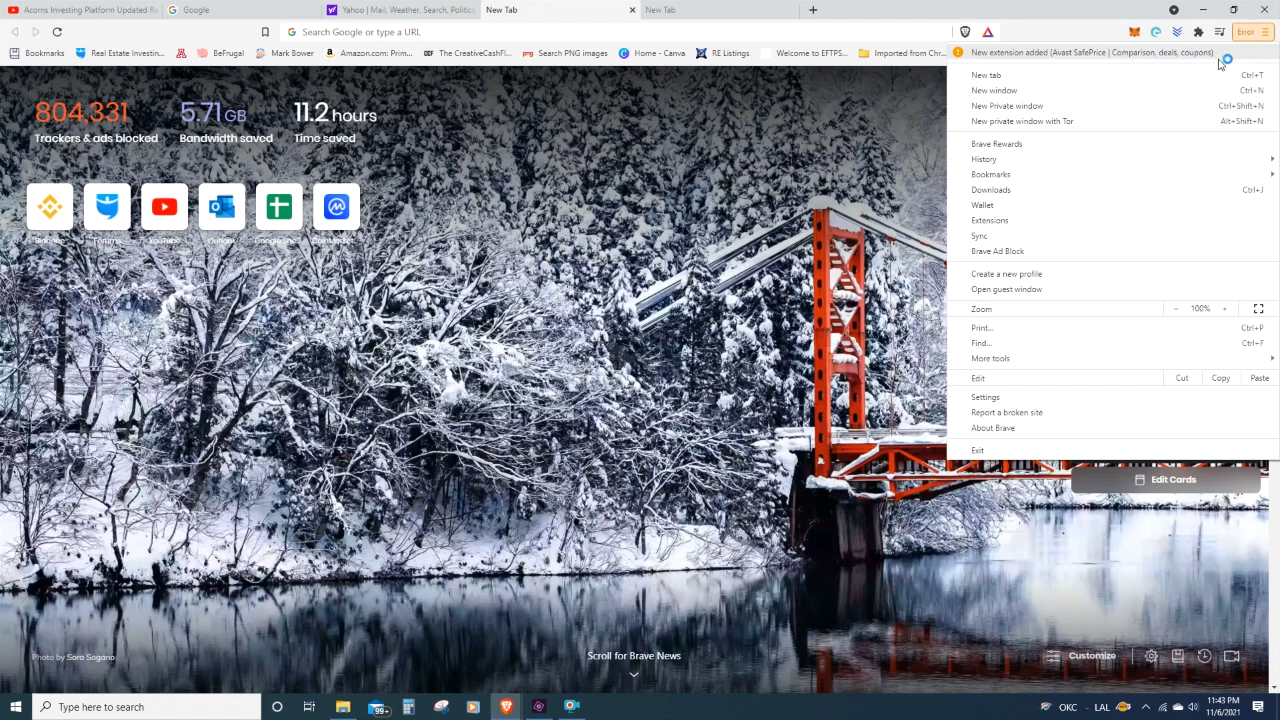 Acorns Investing Platform Updated Re
Google
Yahoo | Mail, Weather, Search, Politics
New Tab
New Tab
Search Google or type a URL
Error
Bookmarks
Real Estate Investin...
BeFrugal
Mark Bower
Amazon.com: Prim...
The CreativeCashFl...
Search PNG images
Home - Canva
RE Listings
Welcome to EFTPS...
Imported from Chr...
New extension added (Avast SafePrice | Comparison, deals, coupons)
New tab Ctrl+T
New window Ctrl+N
New Private window Ctrl+Shift+N
New private window with Tor Alt+Shift+N
Brave Rewards
History
Bookmarks
Downloads Ctrl+J
Wallet
Extensions
Sync
Brave Ad Block
Create a new profile
Open guest window
Zoom - 100% +
Print... Ctrl+P
Find... Ctrl+F
More tools
Edit Cut Copy Paste
Settings
Report a broken site
About Brave
Exit
804,331 5.71 GB 11.2 hours
Trackers & ads blocked Bandwidth saved Time saved
Binance
Forums
YouTube
Outlook
Edit Cards
Photo by Sora Sagano
Scroll for Brave News
Customize
Type here to search
99+
OKC - LAL
11:43 PM
11/6/2021